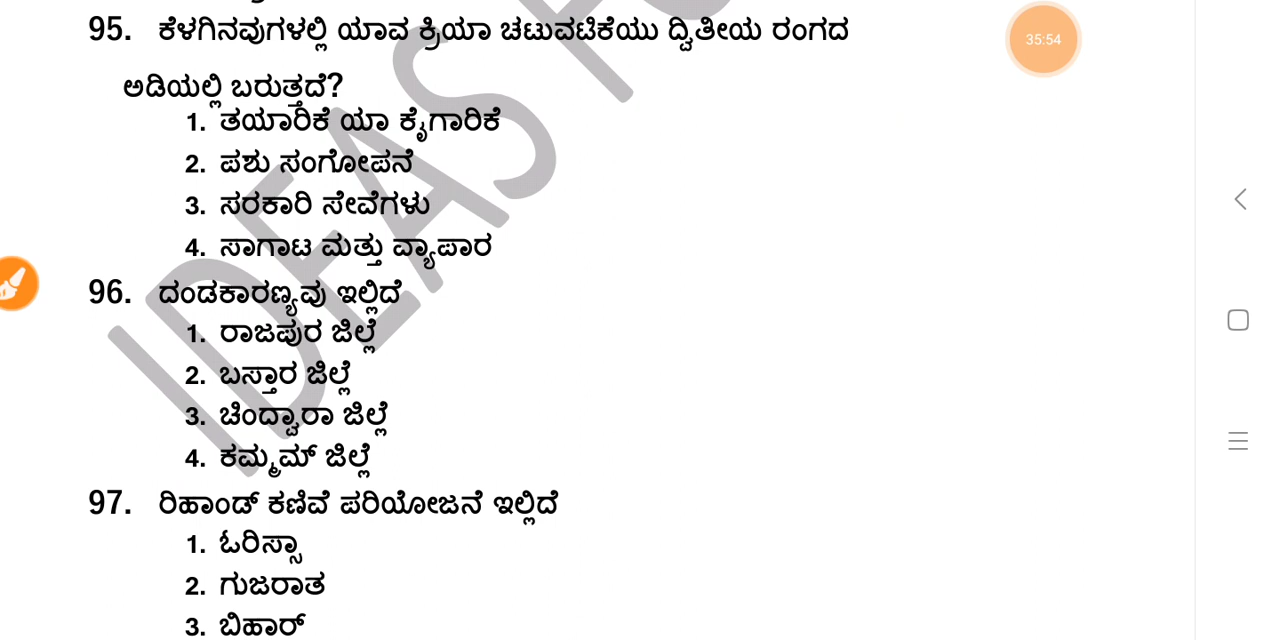 95. ಕೆಳಗಿನವುಗಳಲ್ಲಿ ಯಾವ ಕ್ರಿಯಾ ಚಟುವಟಿಕೆಯು ದ್ವಿತೀಯ ರಂಗದ
35:54
ಅಡಿಯಲ್ಲಿ ಬರುತ್ತದೆ?
1. ತಯಾರಿಕೆ ಯಾ ಕೈಗಾರಿಕೆ
2. ಪಶು ಸಂಗೋಪನೆ
3. ಸರಕಾರಿ ಸೇವೆಗಳು
4. ಸಾಗಾಟ ಮತ್ತು ವ್ಯಾಪಾರ
96. ದಂಡಕಾರಣ್ಯವು ಇಲ್ಲಿದೆ
1. ರಾಜಪುರ ಜಿಲ್ಲೆ
2. ಬಸ್ತಾರ ಜಿಲ್ಲೆ
3. ಚಿಂದ್ವಾರಾ ಜಿಲ್ಲೆ
4. ಕಮ್ಮಮ್ ಜಿಲ್ಲೆ
97. ರಿಹಾಂಡ್ ಕಣಿವೆ ಪರಿಯೋಜನೆ ಇಲ್ಲಿದೆ
1. ಓರಿಸ್ಸಾ
2. ಗುಜರಾತ
3. ಬಿಹಾರ್
IDEAS